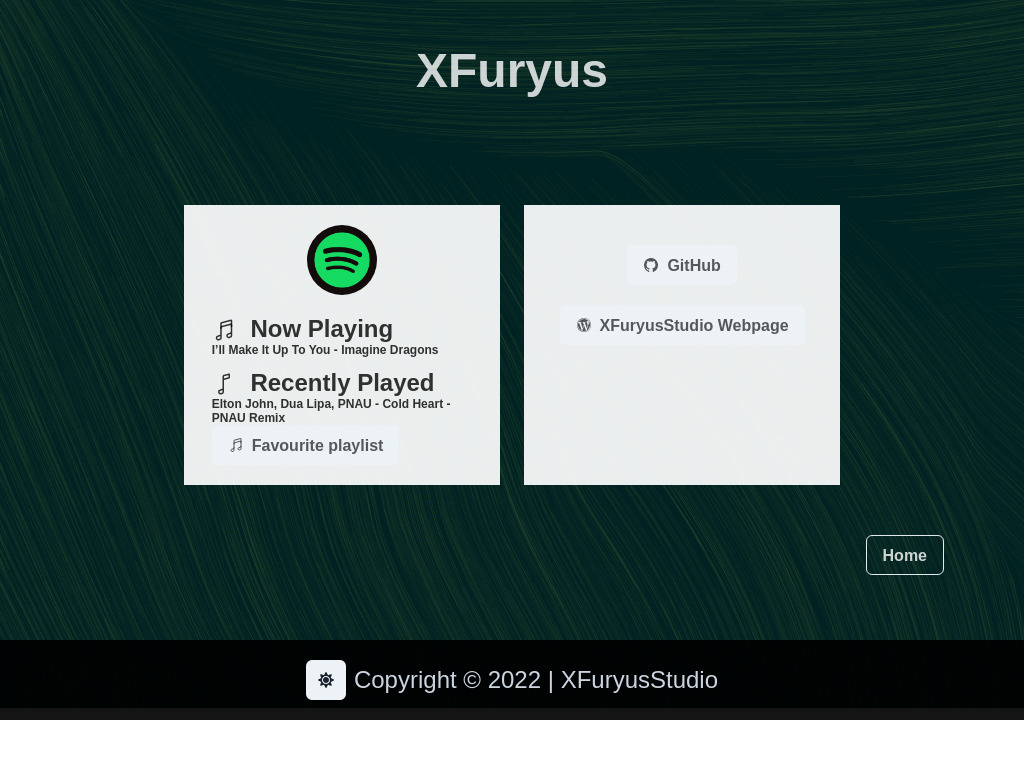 XFuryus
Now Playing
I'll Make It Up To You - Imagine Dragons
Recently Played
Elton John, Dua Lipa, PNAU - Cold Heart -
PNAU Remix
Favourite playlist
GitHub
XFuryusStudio Webpage
Home
Copyright © 2022 | XFuryusStudio